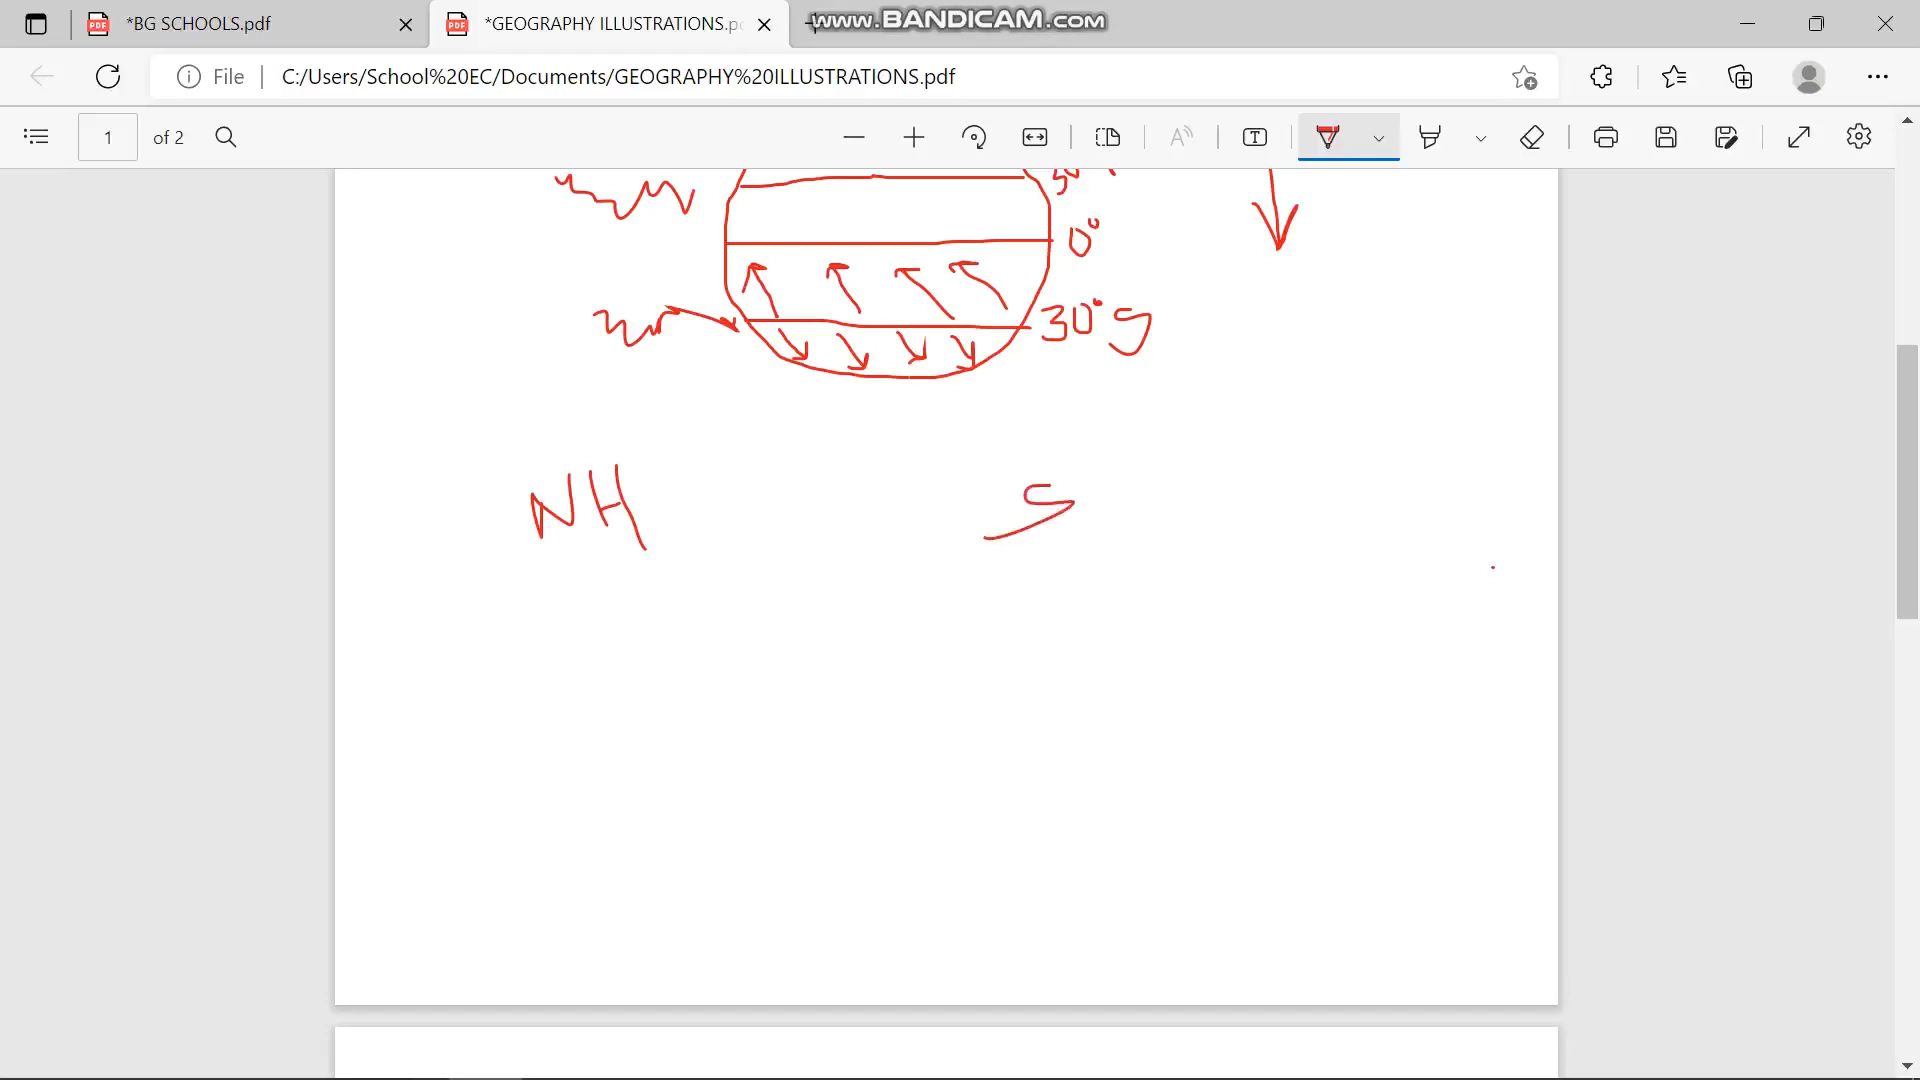 *BG SCHOOLS.pdf
*GEOGRAPHY ILLUSTRATIONS.p
www.BANDICAM.com
File
C:/Users/School%20EC/Documents/GEOGRAPHY%20ILLUSTRATIONS.pdf
1 of 2
0°
30° S
NH
S